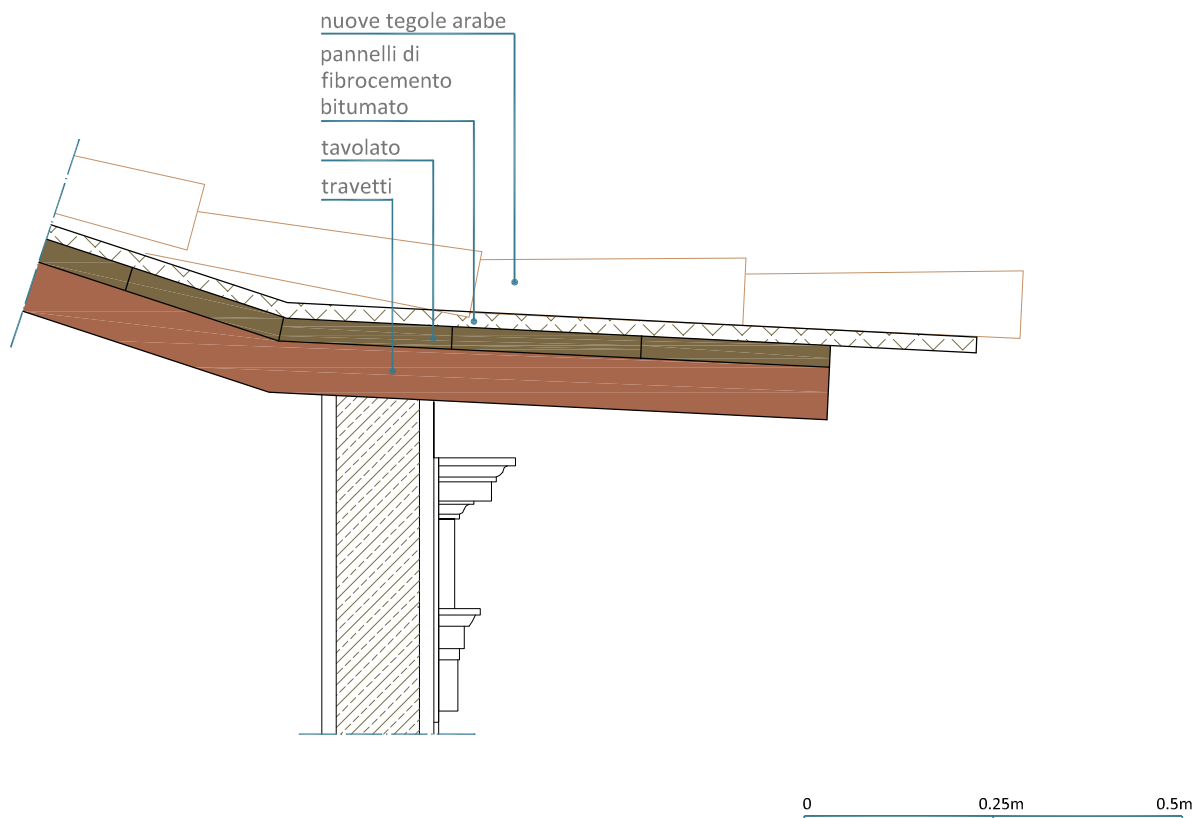 nuove tegole arabe
pannelli di
fibrocemento
bitumato
tavolato
travetti
0 0.25m 0.5m